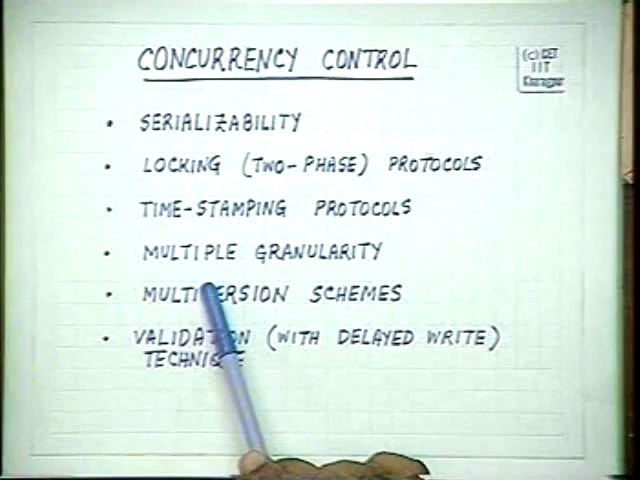 CONCURRENCY CONTROL
(c) CET
IIT
Kharagpur
• SERIALIZABILITY
• LOCKING (TWO-PHASE) PROTOCOLS
• TIME-STAMPING PROTOCOLS
• MULTIPLE GRANULARITY
• MULTIVERSION SCHEMES
• VALIDATION (WITH DELAYED WRITE)
TECHNIQUE